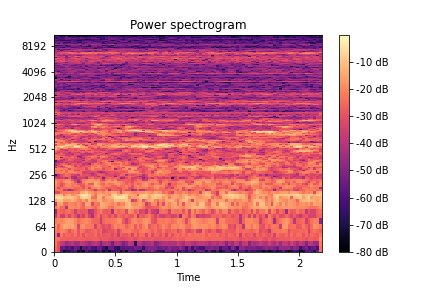 Power spectrogram
8192
4096
2048
1024
512
256
128
64
0
Hz
0 0.5 1 1.5 2
Time
-10 dB
-20 dB
-30 dB
-40 dB
-50 dB
-60 dB
-70 dB
-80 dB